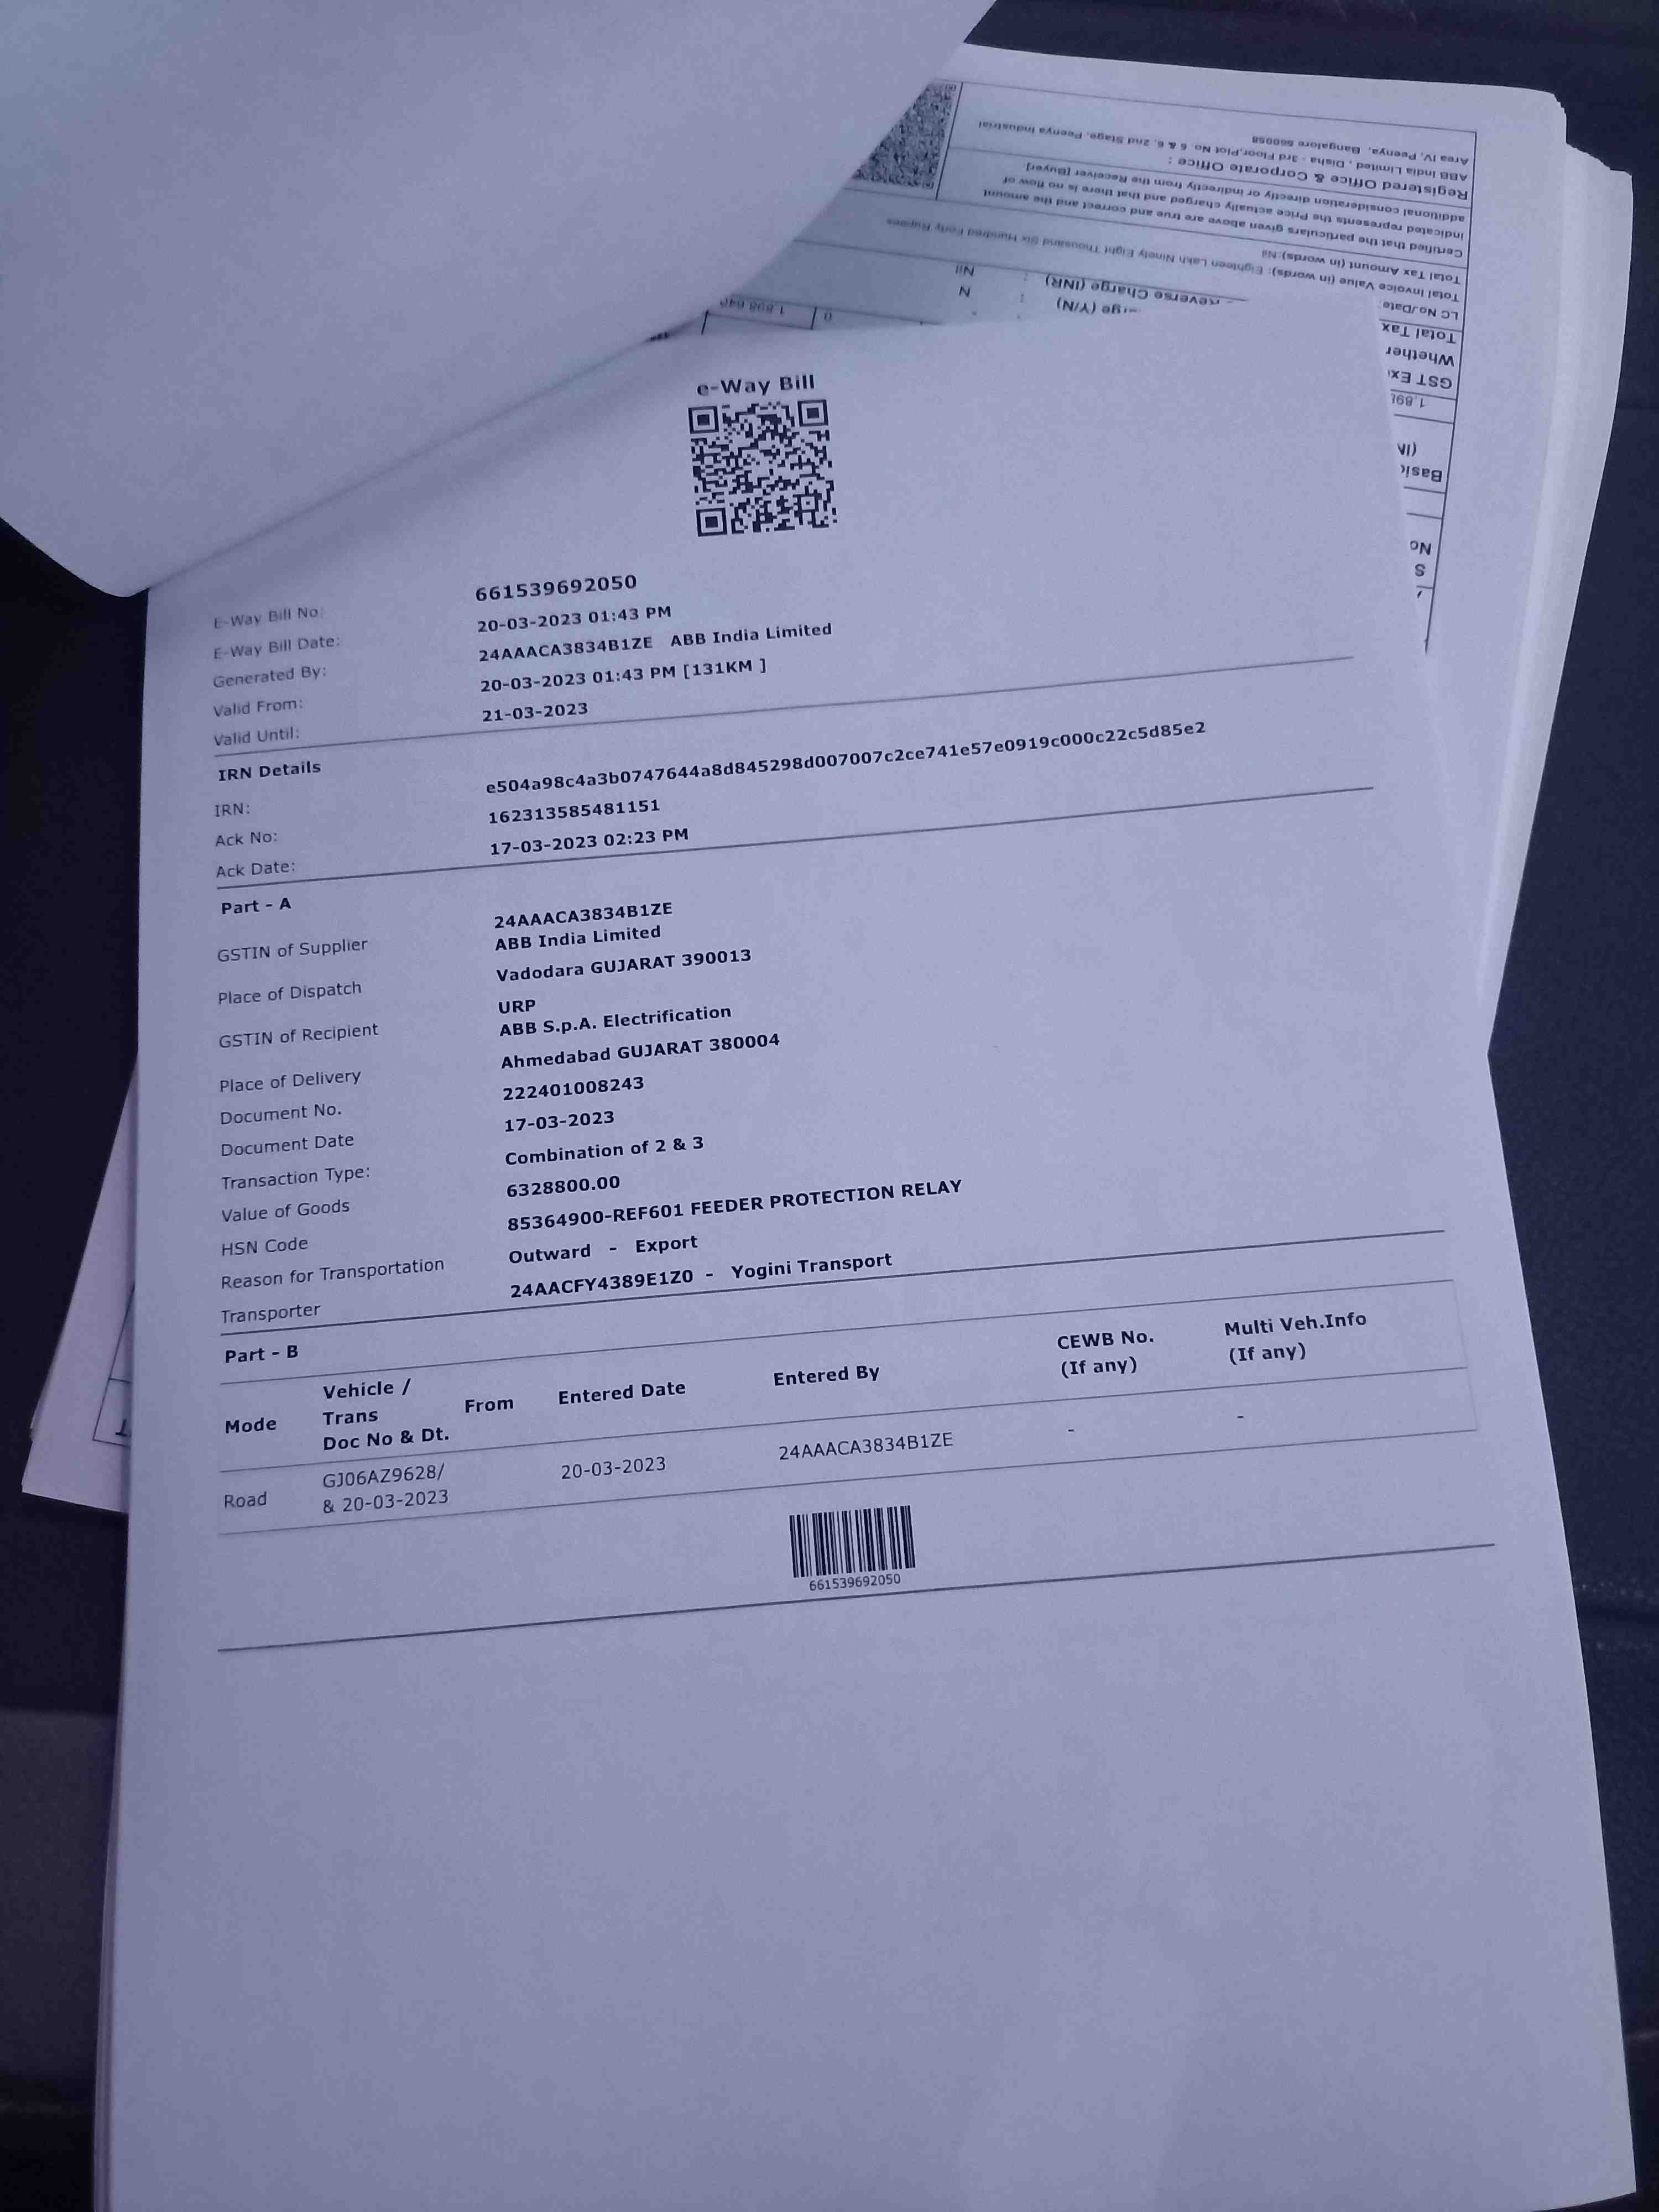 e-Way Bill
E-Way Bill No: 661539692050
E-Way Bill Date: 20-03-2023 01:43 PM
Generated By: 24AAACA3834B1ZE ABB India Limited
Valid From: 20-03-2023 01:43 PM [131KM ]
Valid Until: 21-03-2023
IRN Details
IRN: e504a98c4a3b0747644a8d845298d007007c2ce741e57e0919c000c22c5d85e2
Ack No: 162313585481151
Ack Date: 17-03-2023 02:23 PM
Part - A
GSTIN of Supplier 24AAACA3834B1ZE
ABB India Limited
Place of Dispatch Vadodara GUJARAT 390013
GSTIN of Recipient URP
ABB S.p.A. Electrification
Place of Delivery Ahmedabad GUJARAT 380004
Document No. 222401008243
Document Date 17-03-2023
Transaction Type: Combination of 2 & 3
Value of Goods 6328800.00
HSN Code 85364900-REF601 FEEDER PROTECTION RELAY
Reason for Transportation Outward - Export
Transporter 24AACFY4389E1Z0 - Yogini Transport
Part - B
Mode Vehicle / Trans Doc No & Dt. From Entered Date Entered By CEWB No. (If any) Multi Veh.Info (If any)
Road GJ06AZ9628/ & 20-03-2023 20-03-2023 24AAACA3834B1ZE - -
661539692050
S
No
Basic
(IN
GST Ex
Whether
Total Tax
LC No./Date
(Y/N) : N
Reverse Charge (INR) : Nil
Total Invoice Value (in words): Eighteen Lakh Ninety Eight Thousand Six Hundred Forty Rupees
Total Tax Amount (in words): Nil
Certified that the particulars given above are true and correct and the amount
indicated represents the Price actually charged and that there is no flow of
additional consideration directly or indirectly from the Receiver [Buyer]
Registered Office & Corporate Office :
ABB India Limited , Disha - 3rd Floor,Plot No. 5 & 6, 2nd Stage, Peenya Industrial
Area IV, Peenya, Bangalore 560058